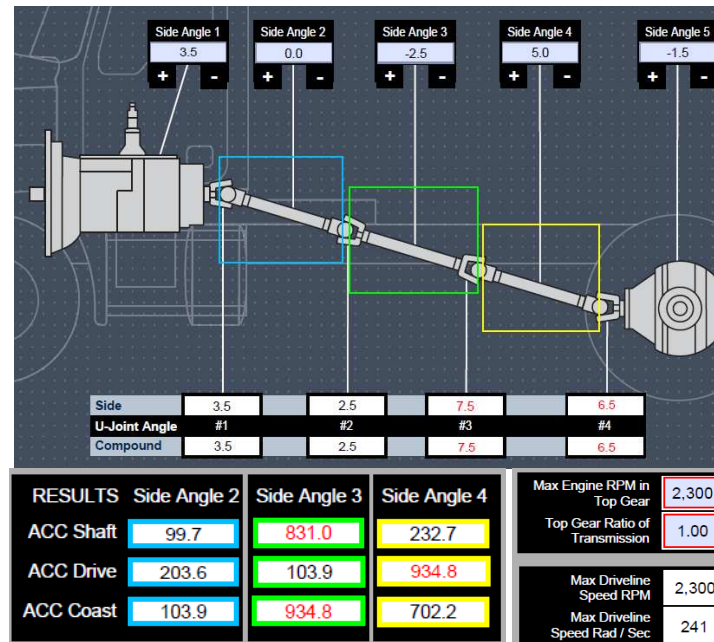 Side Angle 1 Side Angle 2 Side Angle 3 Side Angle 4 Side Angle 5
3.5 0.0 -2.5 5.0 -1.5
+ - + - + - + - + -
Side 3.5 2.5 7.5 6.5
U-Joint Angle #1 #2 #3 #4
Compound 3.5 2.5 7.5 6.5
RESULTS Side Angle 2 Side Angle 3 Side Angle 4
ACC Shaft 99.7 831.0 232.7
ACC Drive 203.6 103.9 934.8
ACC Coast 103.9 934.8 702.2
Max Engine RPM in
Top Gear 2,300
Top Gear Ratio of
Transmission 1.00
Max Driveline
Speed RPM 2,300
Max Driveline
Speed Rad / Sec 241